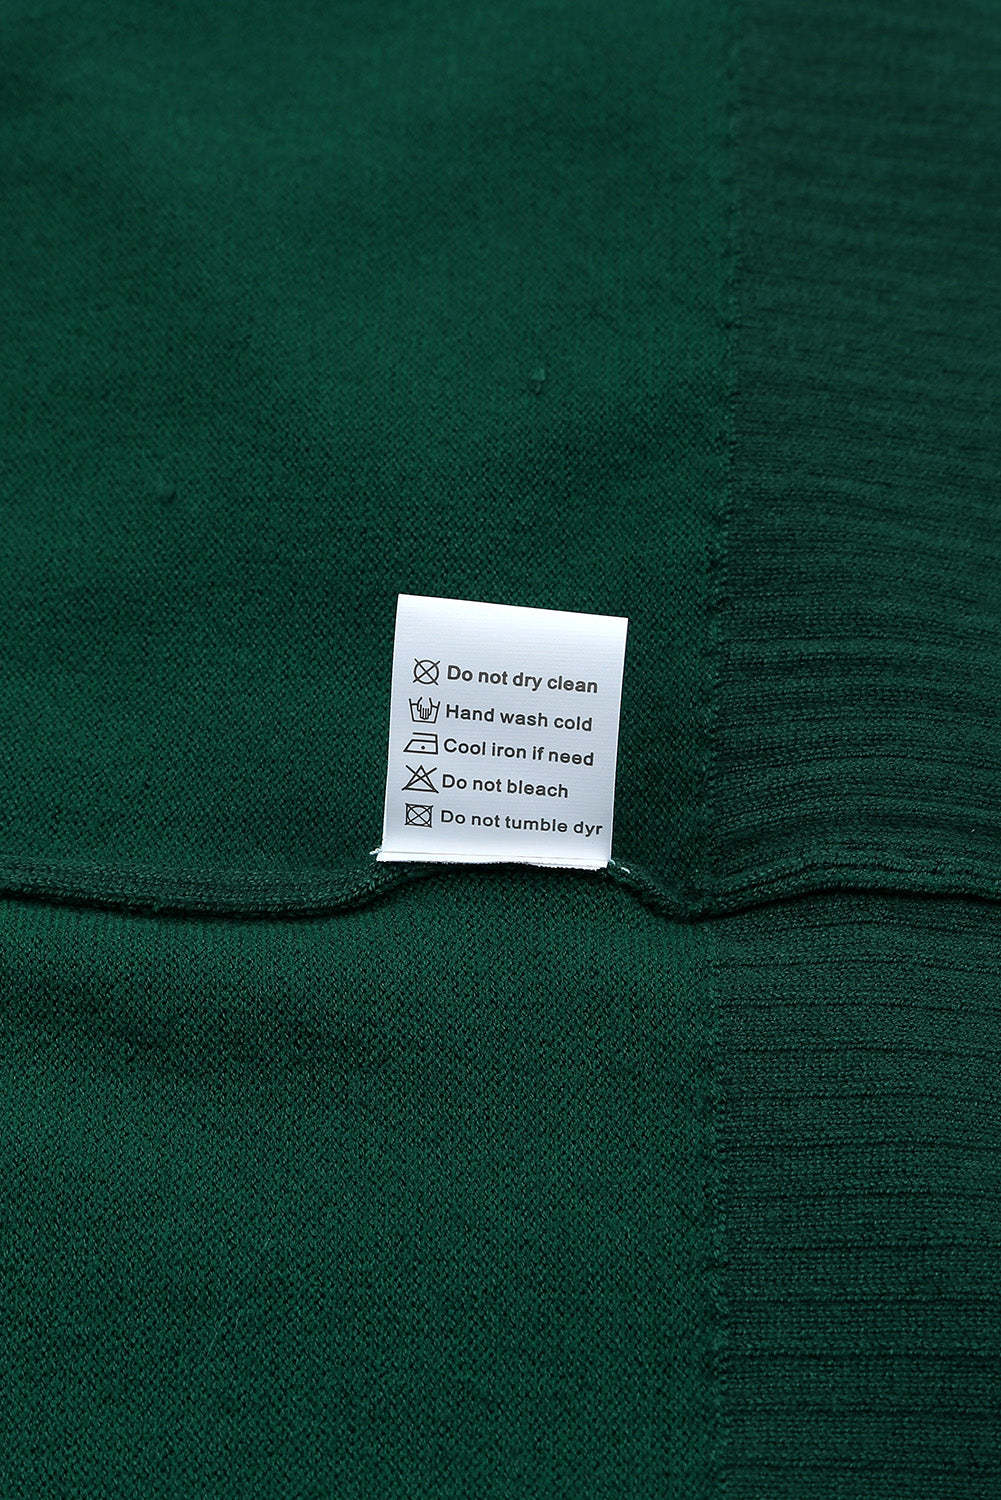 Do not dry clean
Hand wash cold
Cool iron if need
Do not bleach
Do not tumble dyr